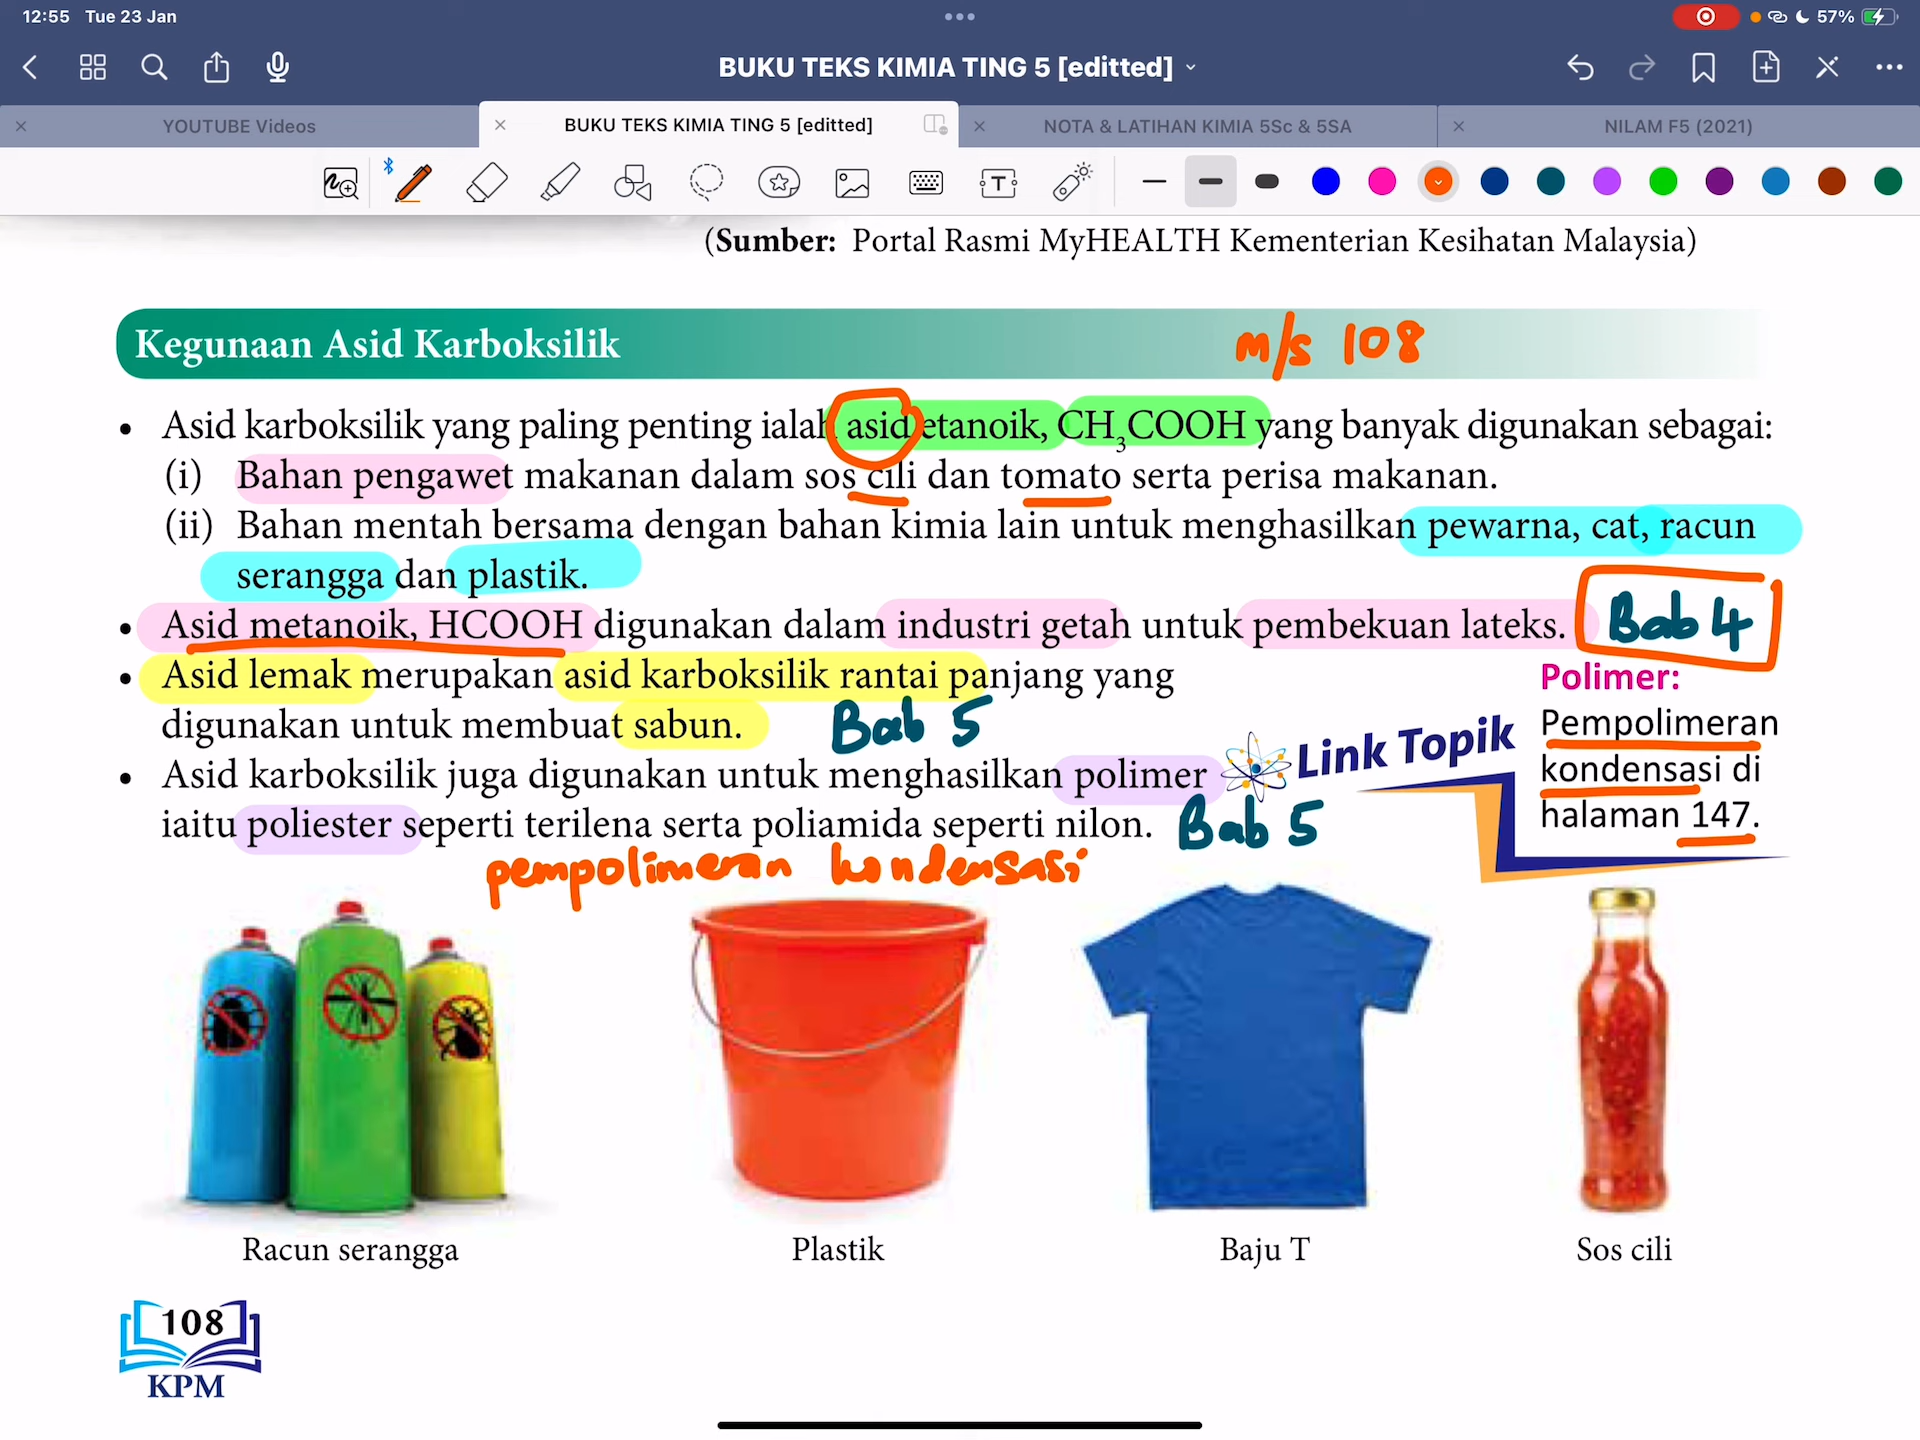 12:55 Tue 23 Jan
57%
BUKU TEKS KIMIA TING 5 [editted]
YOUTUBE Videos
BUKU TEKS KIMIA TING 5 [editted]
NOTA & LATIHAN KIMIA 5Sc & 5SA
NILAM F5 (2021)
(Sumber: Portal Rasmi MyHEALTH Kementerian Kesihatan Malaysia)
Kegunaan Asid Karboksilik
m/s 108
• Asid karboksilik yang paling penting ialah asid etanoik, CH₃COOH yang banyak digunakan sebagai:
(i) Bahan pengawet makanan dalam sos cili dan tomato serta perisa makanan.
(ii) Bahan mentah bersama dengan bahan kimia lain untuk menghasilkan pewarna, cat, racun
serangga dan plastik.
• Asid metanoik, HCOOH digunakan dalam industri getah untuk pembekuan lateks.
Bab 4
• Asid lemak merupakan asid karboksilik rantai panjang yang
digunakan untuk membuat sabun.
Bab 5
• Asid karboksilik juga digunakan untuk menghasilkan polimer
iaitu poliester seperti terilena serta poliamida seperti nilon.
Bab 5
pempolimeran kondensasi
Link Topik
Polimer:
Pempolimeran
kondensasi di
halaman 147.
Racun serangga
Plastik
Baju T
Sos cili
108
KPM